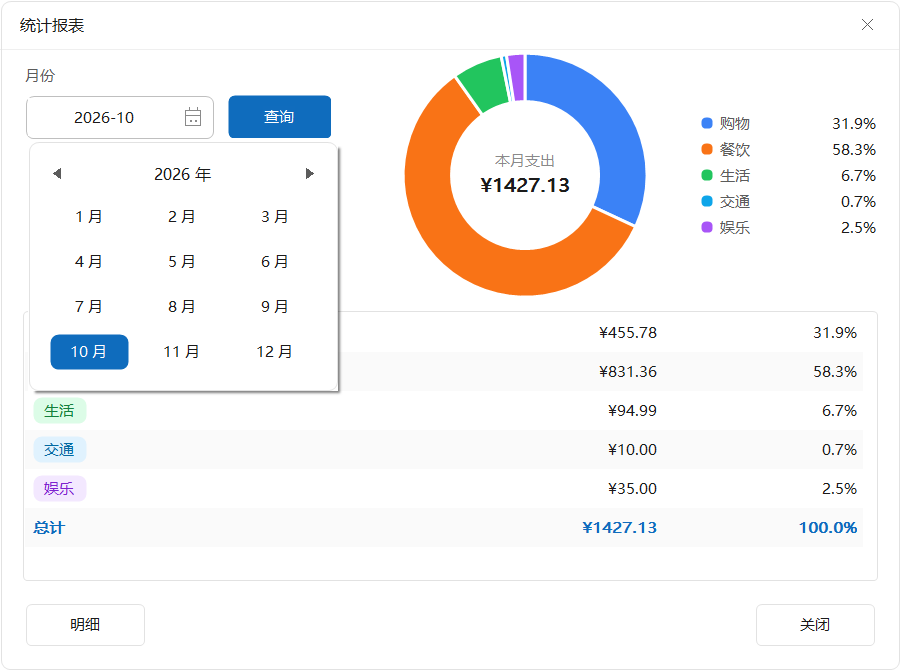 统计报表
月份
2026-10
查询
2026 年
1 月 2 月 3 月
4 月 5 月 6 月
7 月 8 月 9 月
10 月 11 月 12 月
本月支出
¥1427.13
购物 31.9%
餐饮 58.3%
生活 6.7%
交通 0.7%
娱乐 2.5%
¥455.78 31.9%
¥831.36 58.3%
生活 ¥94.99 6.7%
交通 ¥10.00 0.7%
娱乐 ¥35.00 2.5%
总计 ¥1427.13 100.0%
明细 关闭